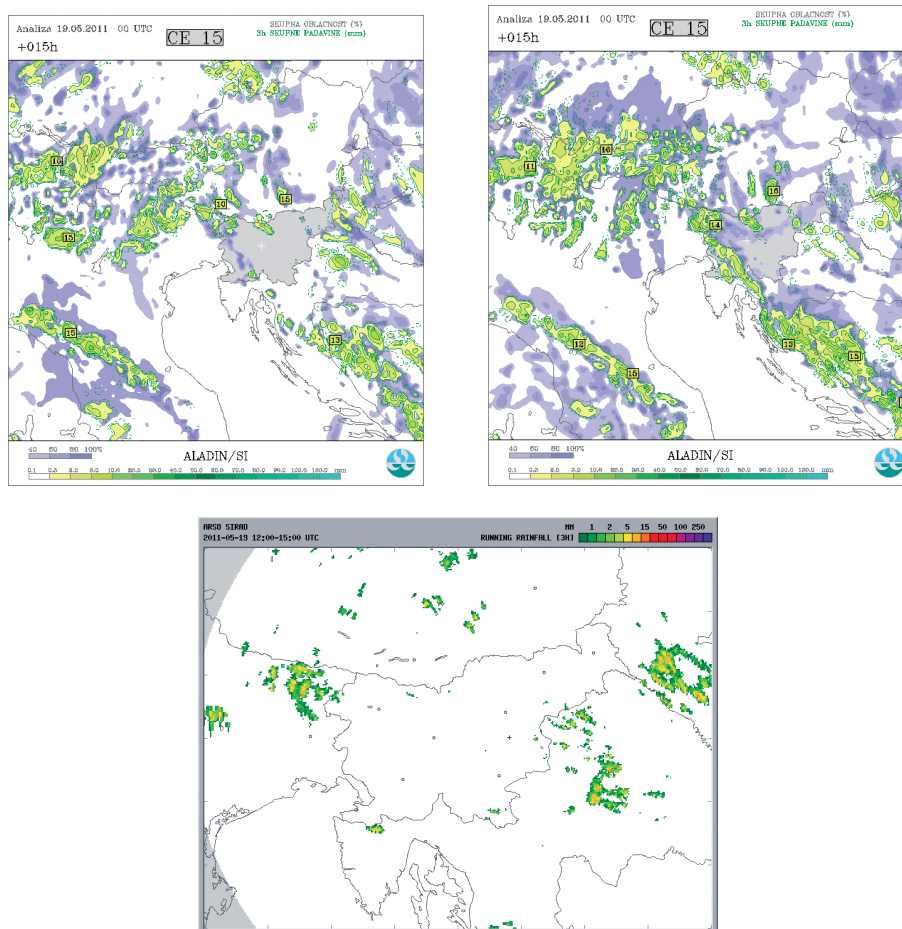 Analiza 19.05.2011 00 UTC
+015h
CE 15
SKUPNA OBLACNOST (%)
3h SKUPNE PADAVINE (mm)
15
15
15
13
40 60 80 100%
ALADIN/SI
mm
Analiza 19.05.2011 00 UTC
+015h
CE 15
SKUPNA OBLACNOST (%)
3h SKUPNE PADAVINE (mm)
11
16
16
14
13
15
15
40 60 80 100%
ALADIN/SI
mm
ARSO SIRAD
2011-05-19 12:00-15:00 UTC
MM 1 2 5 15 50 100 250
RUNNING RAINFALL [3H]